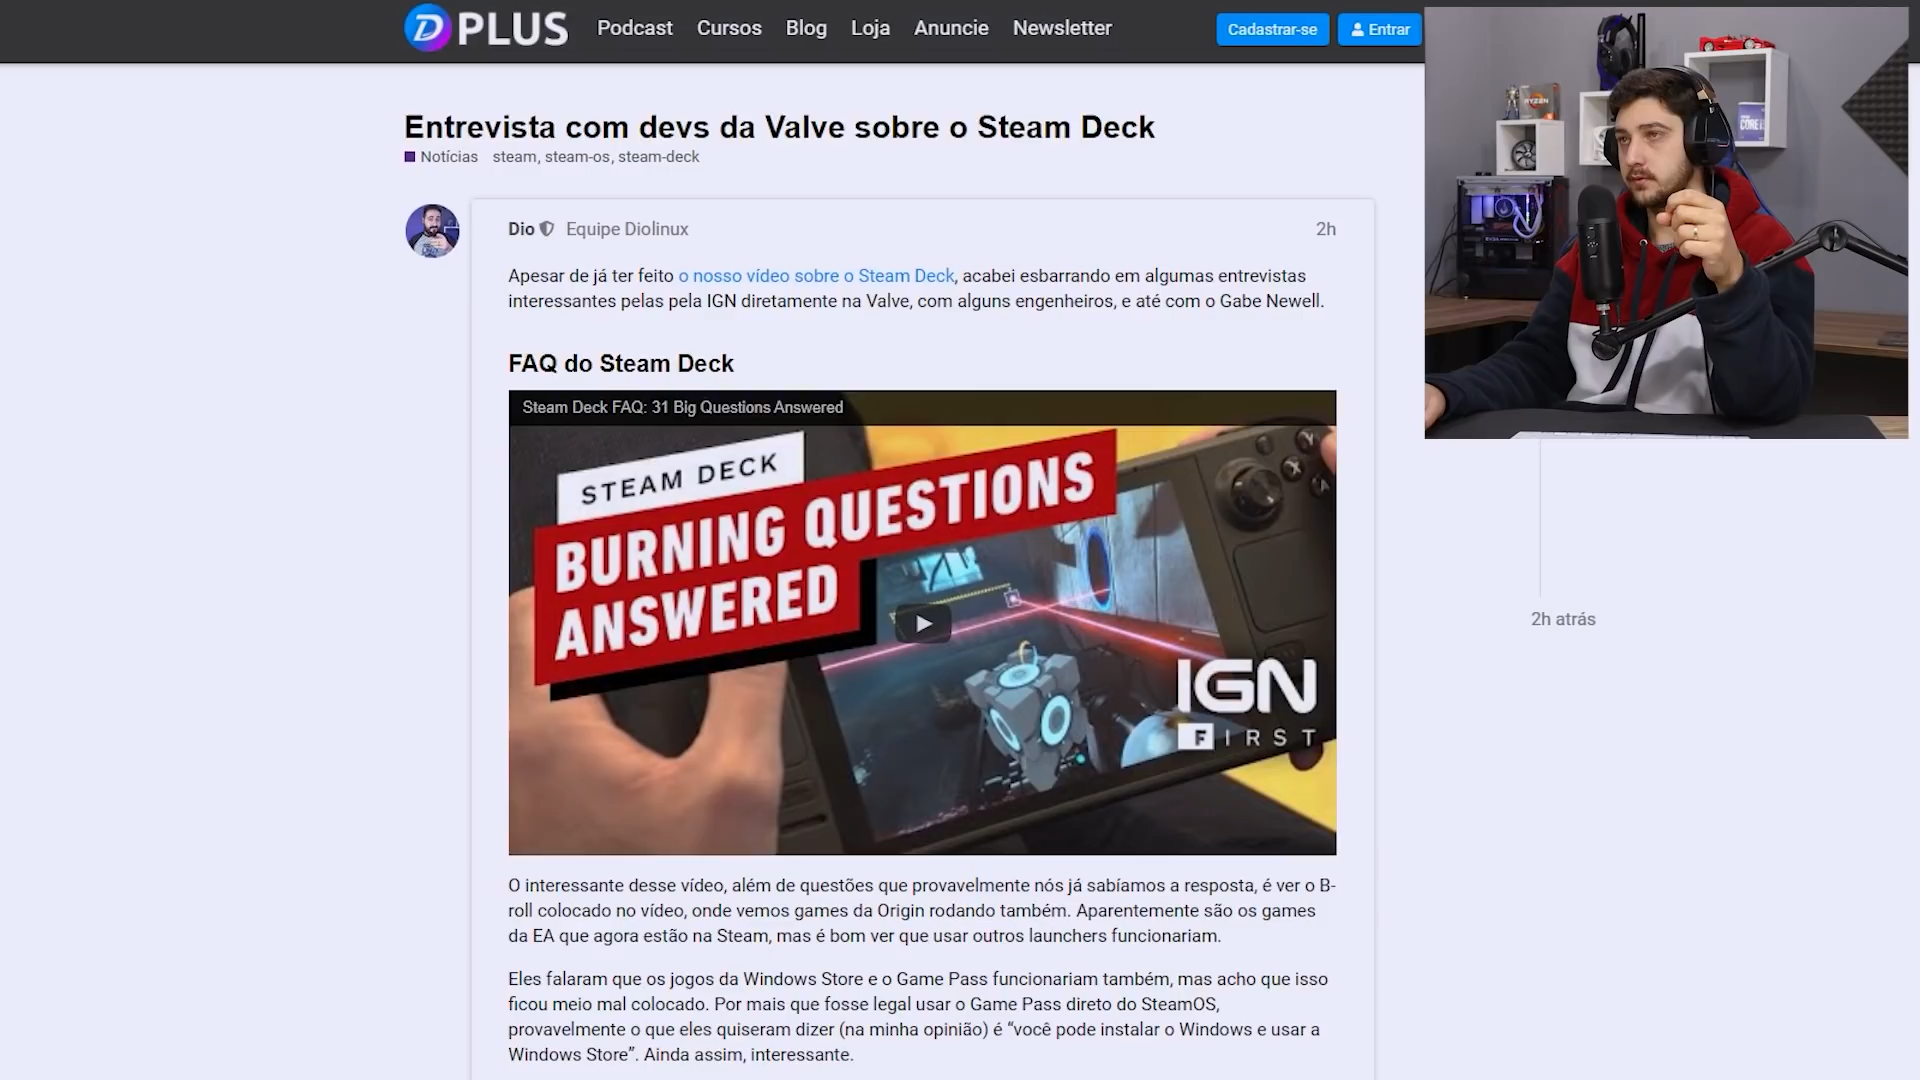 D PLUS Podcast Cursos Blog Loja Anuncie Newsletter Cadastrar-se Entrar
Entrevista com devs da Valve sobre o Steam Deck
Notícias steam, steam-os, steam-deck
Dio Equipe Diolinux 2h
Apesar de já ter feito o nosso vídeo sobre o Steam Deck, acabei esbarrando em algumas entrevistas
interessantes pelas pela IGN diretamente na Valve, com alguns engenheiros, e até com o Gabe Newell.
FAQ do Steam Deck
Steam Deck FAQ: 31 Big Questions Answered
STEAM DECK
BURNING QUESTIONS
ANSWERED
IGN
FIRST
O interessante desse vídeo, além de questões que provavelmente nós já sabíamos a resposta, é ver o B-
roll colocado no vídeo, onde vemos games da Origin rodando também. Aparentemente são os games
da EA que agora estão na Steam, mas é bom ver que usar outros launchers funcionariam.
Eles falaram que os jogos da Windows Store e o Game Pass funcionariam também, mas acho que isso
ficou meio mal colocado. Por mais que fosse legal usar o Game Pass direto do SteamOS,
provavelmente o que eles quiseram dizer (na minha opinião) é “você pode instalar o Windows e usar a
Windows Store”. Ainda assim, interessante.
2h atrás
RYZEN
CORE
Y
X
A